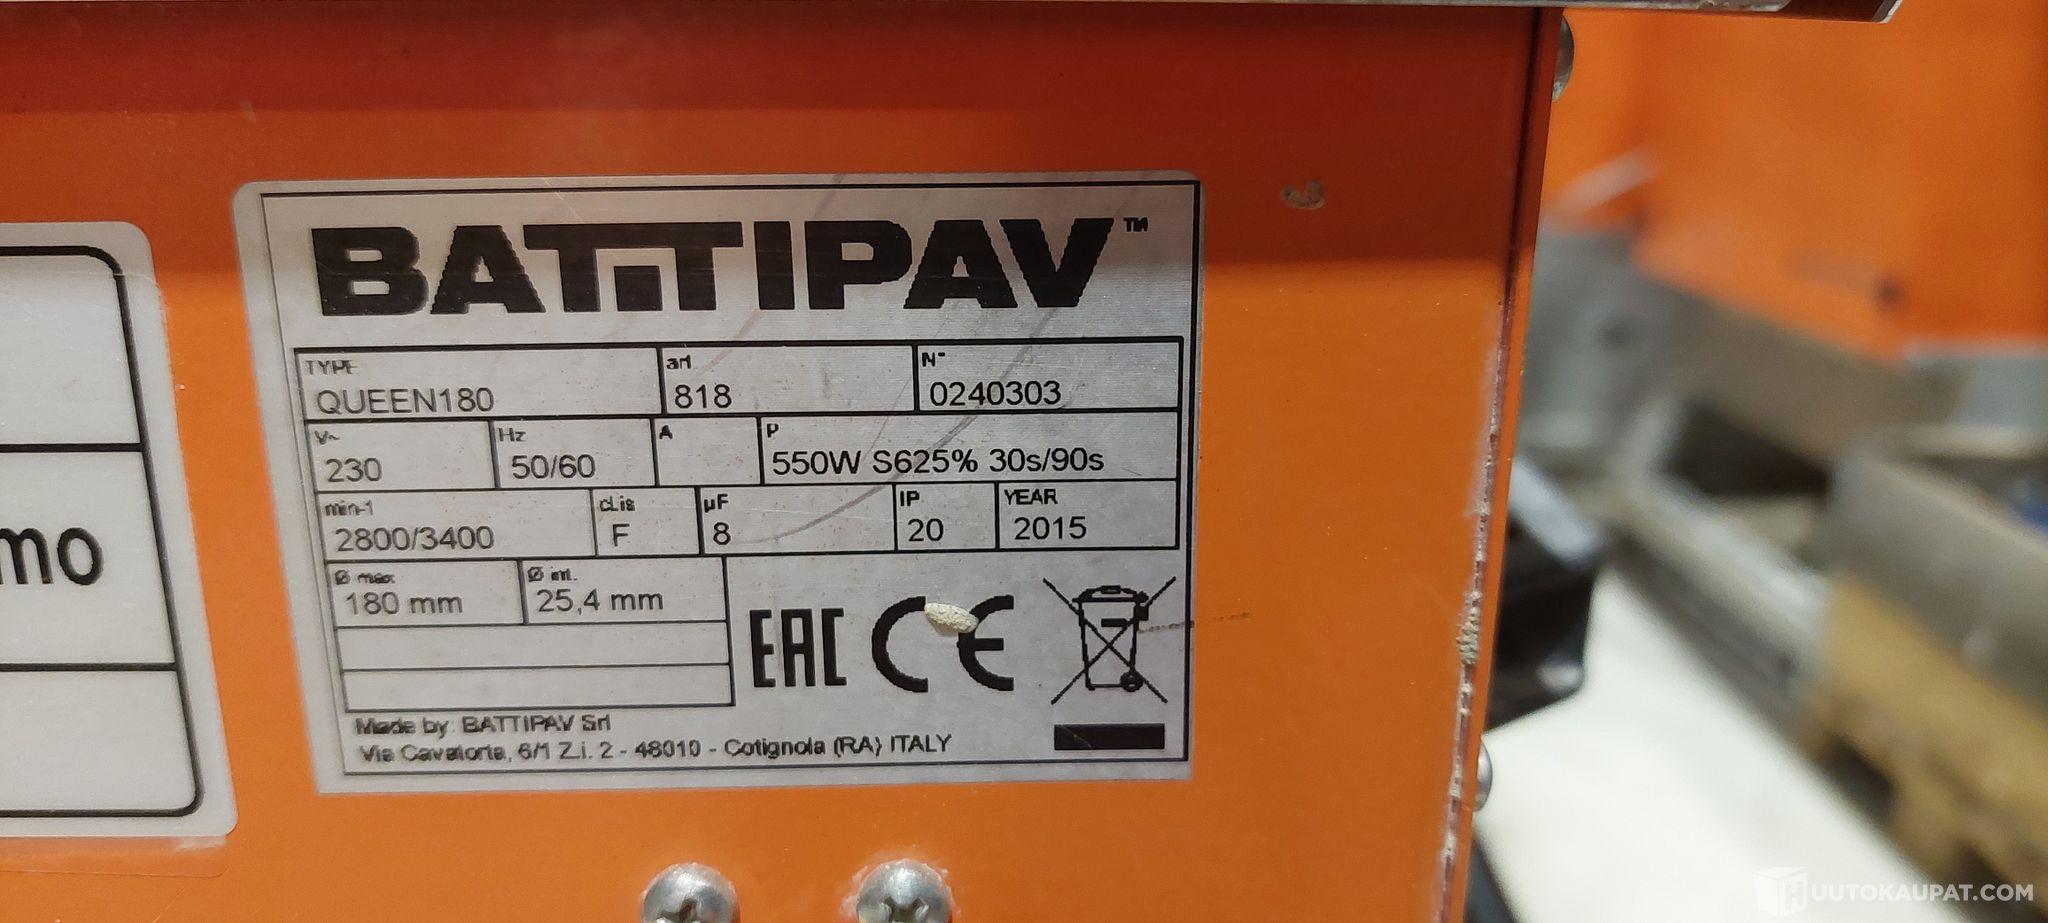 BATTIPAV™
TYPE art N°
QUEEN180 818 0240303
V~ Hz A P
230 50/60 550W S625% 30s/90s
min-1 cl.is µF IP YEAR
2800/3400 F 8 20 2015
Ø max Ø int.
180 mm 25,4 mm
EAC CE
Made by: BATTIPAV Srl
Via Cavatorta, 6/1 Z.i. 2 - 48010 - Cotignola (RA) ITALY
mo
HUUTOKAUPAT.COM